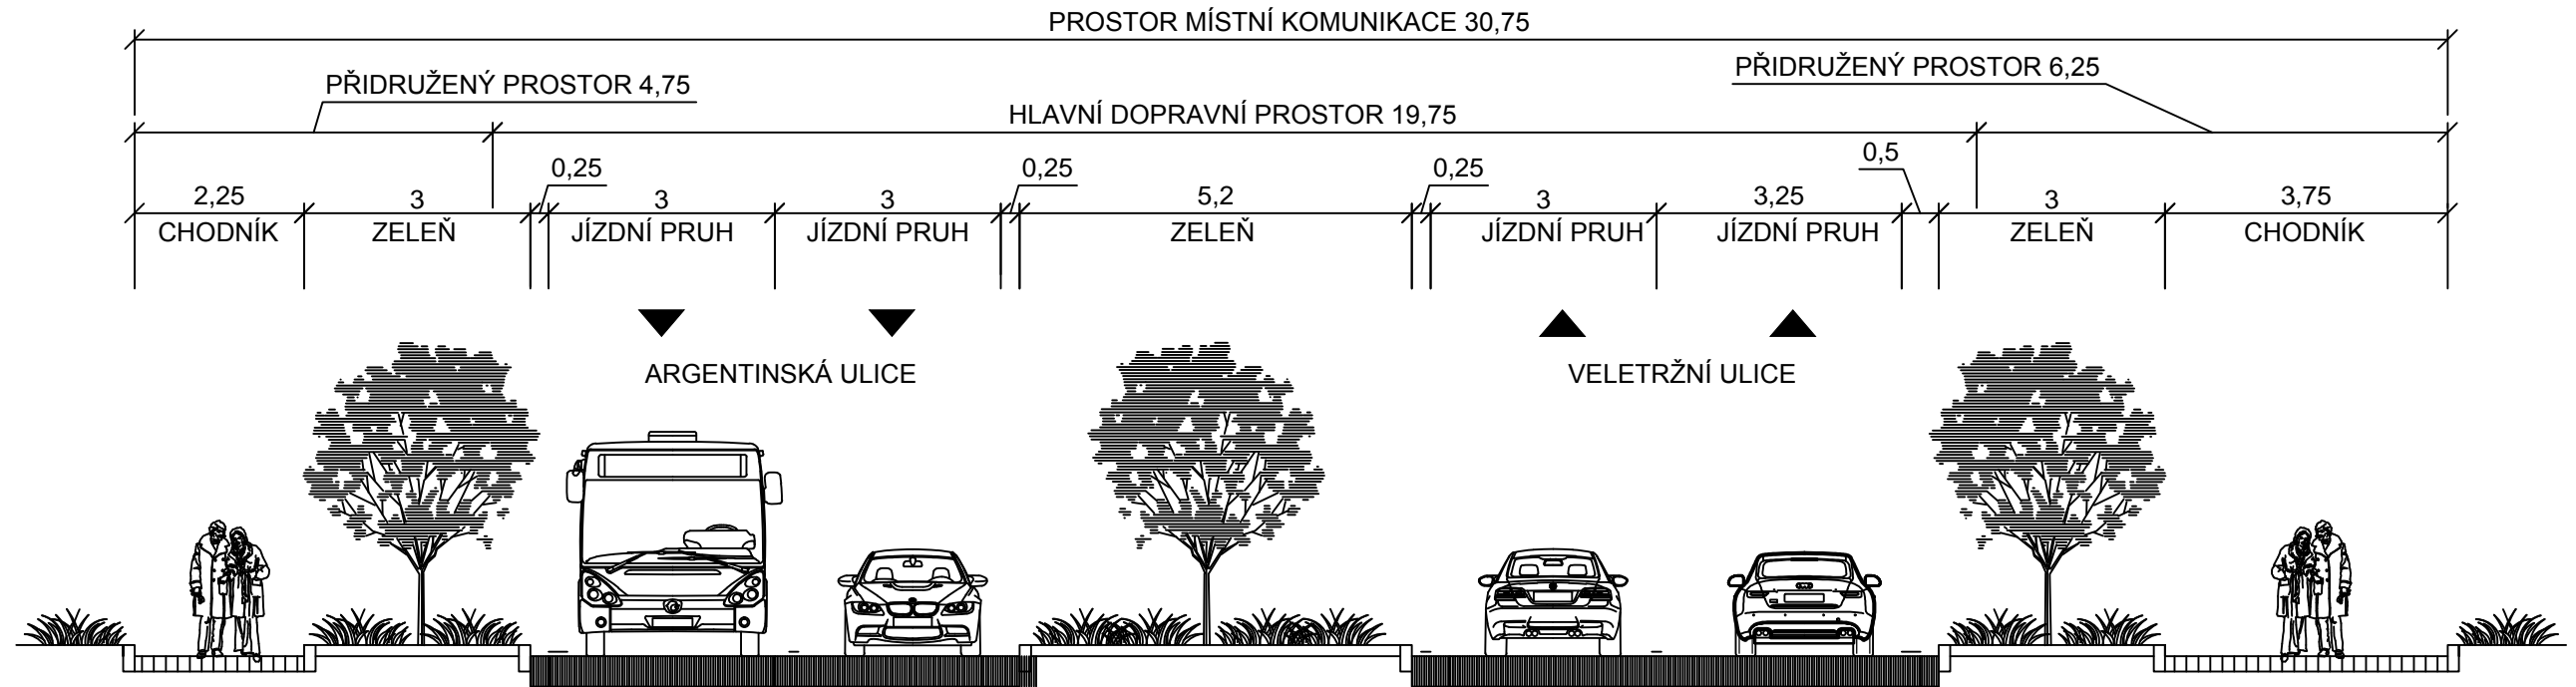 PROSTOR MÍSTNÍ KOMUNIKACE 30,75
PŘIDRUŽENÝ PROSTOR 4,75
PŘIDRUŽENÝ PROSTOR 6,25
HLAVNÍ DOPRAVNÍ PROSTOR 19,75
0,25
0,25
0,25
0,5
2,25
3
3
3
5,2
3
3,25
3
3,75
CHODNÍK
ZELEŇ
JÍZDNÍ PRUH
JÍZDNÍ PRUH
ZELEŇ
JÍZDNÍ PRUH
JÍZDNÍ PRUH
ZELEŇ
CHODNÍK
ARGENTINSKÁ ULICE
VELETRŽNÍ ULICE